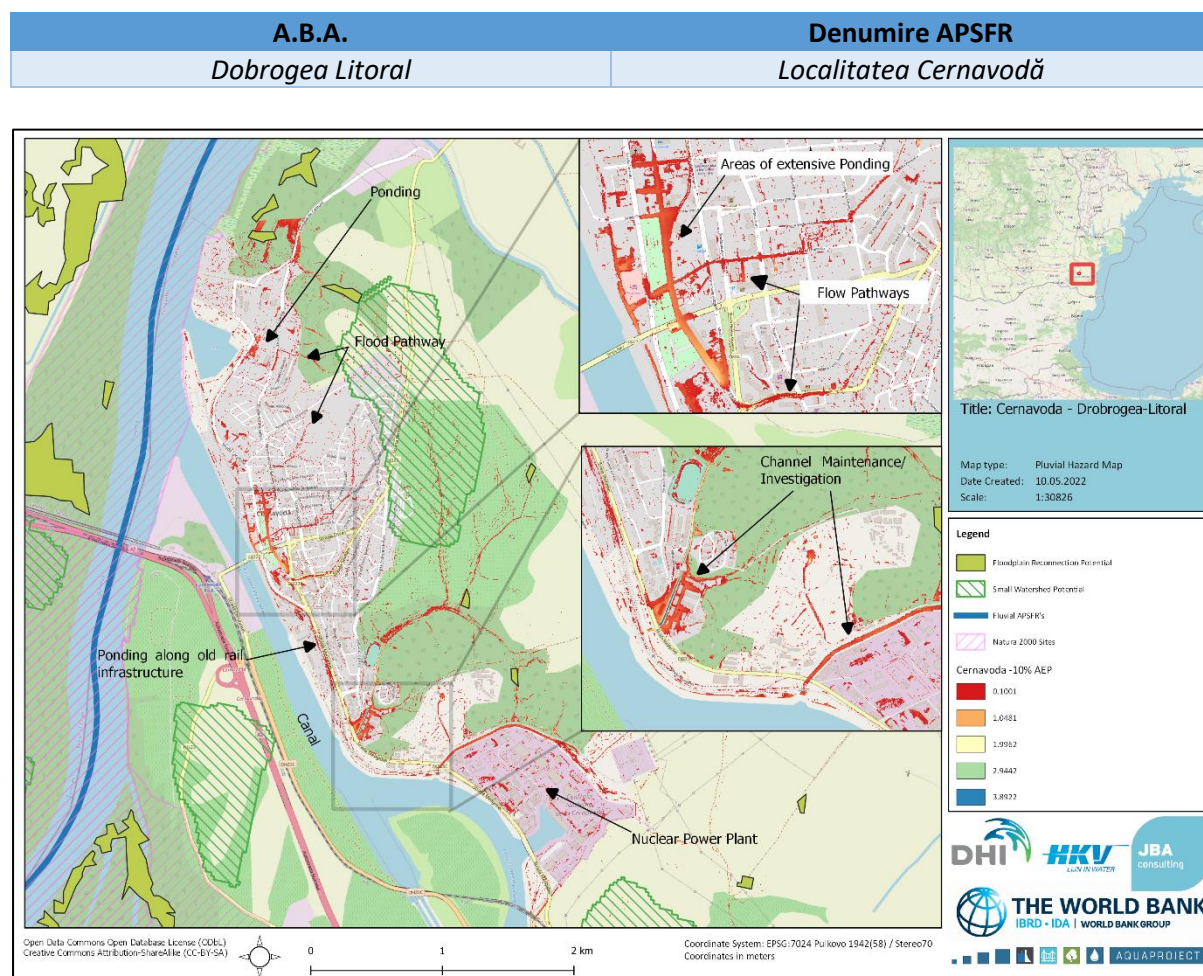 A.B.A.
Denumire APSFR
Dobrogea Litoral
Localitatea Cernavodă
Ponding
Flood Pathway
Ponding along old rail
infrastructure
Canal
Nuclear Power Plant
Areas of extensive Ponding
Flow Pathways
Channel Maintenance/
Investigation
Title: Cernavoda - Drobrogea-Litoral
Map type: Pluvial Hazard Map
Date Created: 10.05.2022
Scale: 1:30826
Legend
Floodplain Reconnection Potential
Small Watershed Potential
Fluvial APSFR's
Natura 2000 Sites
Cernavoda -10% AEP
0.1001
1.0481
1.9962
2.9442
3.8922
DHI
HKV
LIJN IN WATER
JBA
consulting
THE WORLD BANK
IBRD • IDA | WORLD BANK GROUP
AQUAPROIECT
Open Data Commons Open Database License (ODbL)
Creative Commons Attribution-ShareAlike (CC-BY-SA)
0 1 2 km
Coordinate System: EPSG:7024 Pulkovo 1942(58) / Stereo70
Coordinates in meters